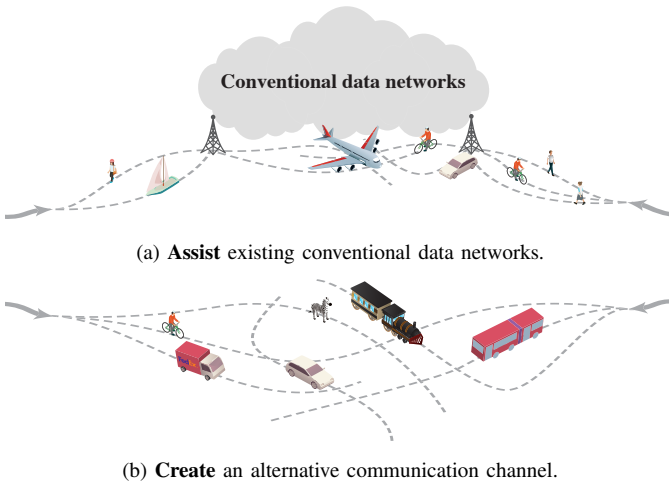 Conventional data networks
(a) Assist existing conventional data networks.
(b) Create an alternative communication channel.